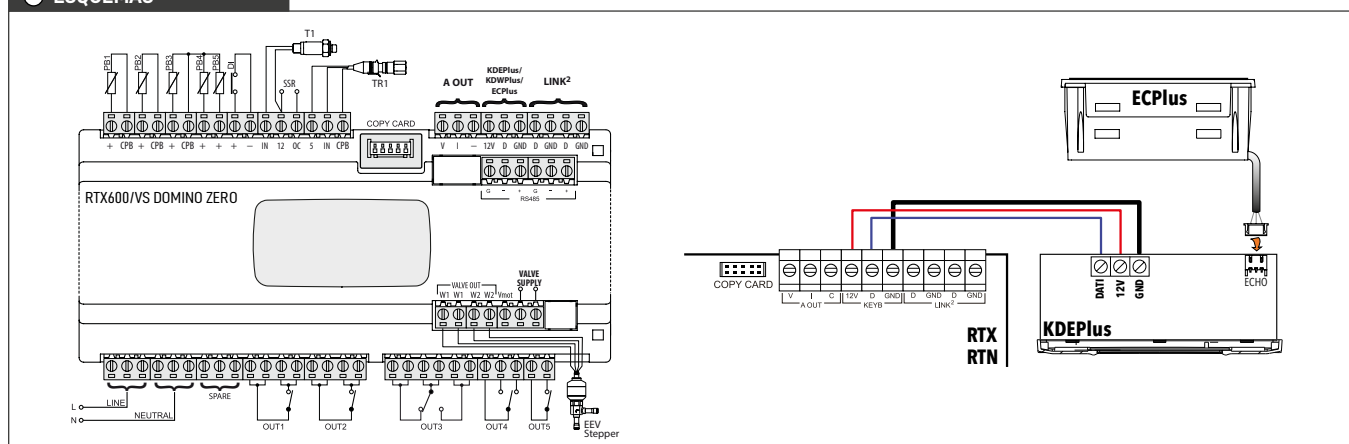 ESQUEMAS
T1
PB1 PB2 PB3 PB4 PB5 DI
SSR
TR1
A OUT
KDEPlus/
KDWPlus/
ECPlus
LINK²
COPY CARD
+ CPB + CPB + CPB + + + — IN 12 OC 5 IN CPB
V I — 12V D GND D GND D GND
RTX600/VS DOMINO ZERO
G - + G - +
RS485
VALVE OUT
VALVE
SUPPLY
W1 W1 W2 W2 Vmot
L
LINE
N
NEUTRAL
SPARE
OUT1
OUT2
OUT3
OUT4
OUT5
EEV
Stepper
ECPlus
COPY CARD
V I C 12V D GND D GND D GND
A OUT
KEYB
LINK²
RTX
RTN
DATI
12V
GND
ECHO
KDEPlus